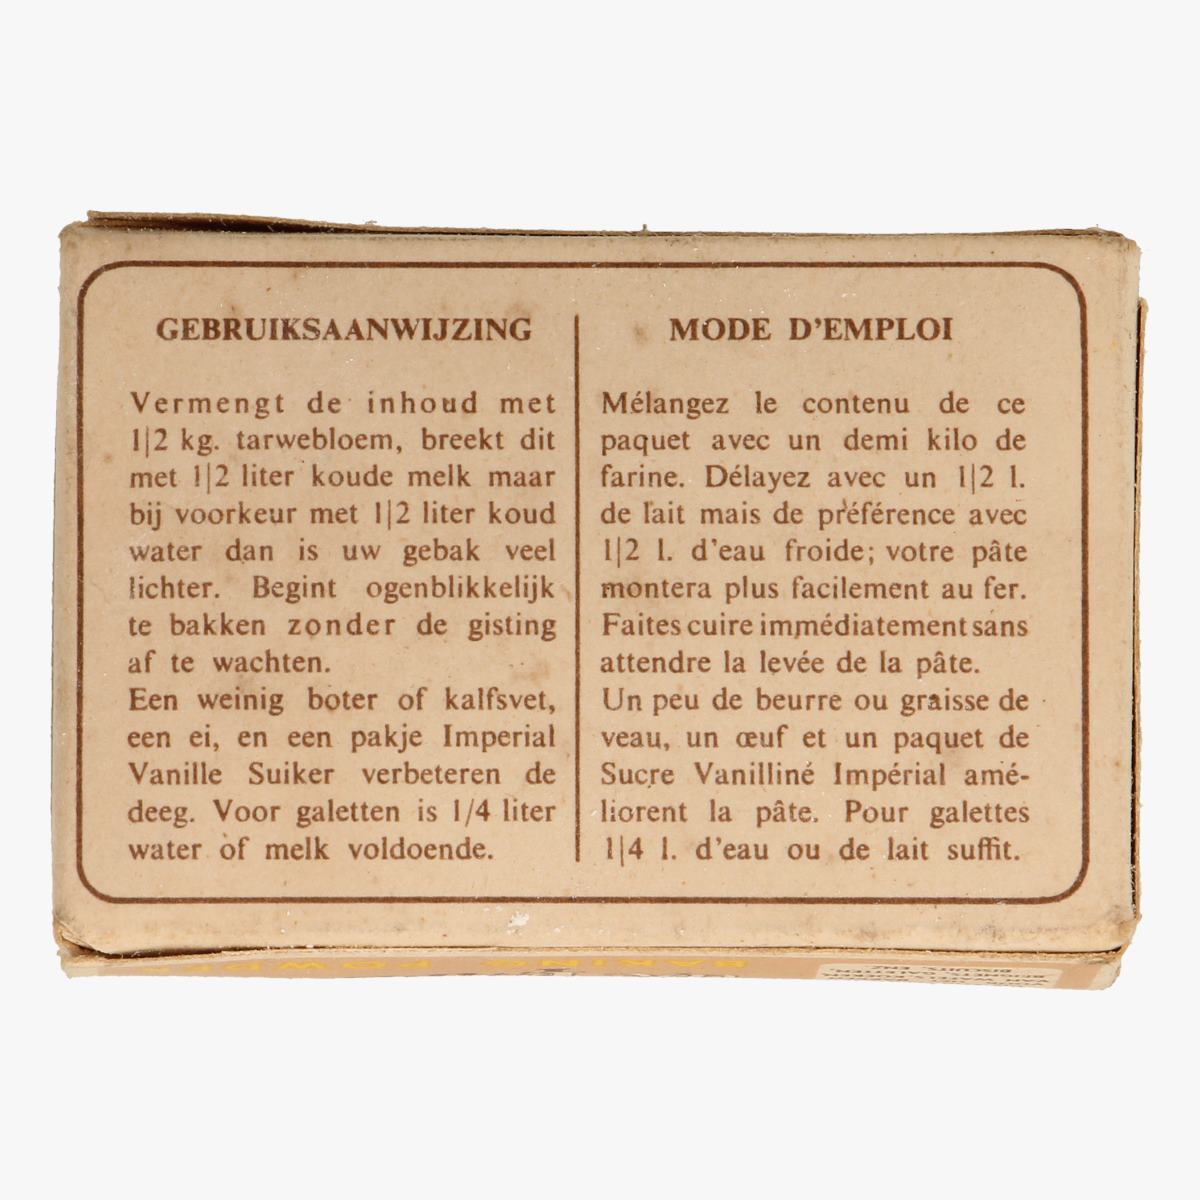 GEBRUIKSAANWIJZING
Vermengt de inhoud met
1|2 kg. tarwebloem, breekt dit
met 1|2 liter koude melk maar
bij voorkeur met 1|2 liter koud
water dan is uw gebak veel
lichter. Begint ogenblikkelijk
te bakken zonder de gisting
af te wachten.
Een weinig boter of kalfsvet,
een ei, en een pakje Imperial
Vanille Suiker verbeteren de
deeg. Voor galetten is 1/4 liter
water of melk voldoende.
MODE D'EMPLOI
Mélangez le contenu de ce
paquet avec un demi kilo de
farine. Délayez avec un 1|2 l.
de lait mais de préférence avec
1|2 l. d'eau froide; votre pâte
montera plus facilement au fer.
Faites cuire immédiatement sans
attendre la levée de la pâte.
Un peu de beurre ou graisse de
veau, un œuf et un paquet de
Sucre Vanilliné Impérial amé-
liorent la pâte. Pour galettes
1|4 l. d'eau ou de lait suffit.
BAKING POWDER
BEIGNETS, GALETTEN,
BISCUITS, ENZ.